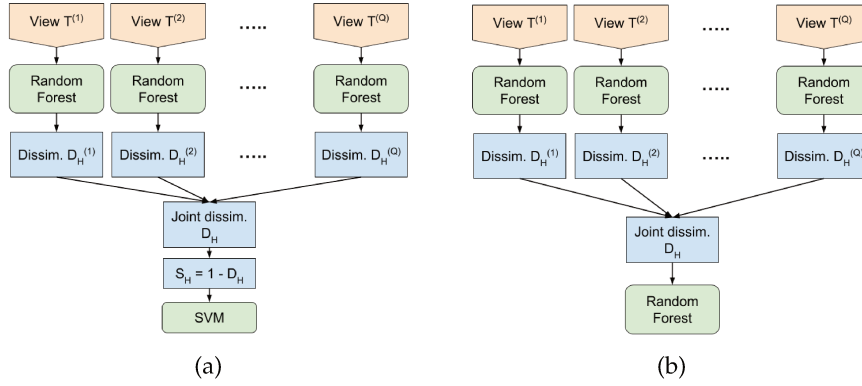 View T(1) View T(2) ..... View T(Q)
Random Forest Random Forest ..... Random Forest
Dissim. DH(1) Dissim. DH(2) ..... Dissim. DH(Q)
Joint dissim.
DH
SH = 1 - DH
SVM
(a)
View T(1) View T(2) ..... View T(Q)
Random Forest Random Forest ..... Random Forest
Dissim. DH(1) Dissim. DH(2) ..... Dissim. DH(Q)
Joint dissim.
DH
Random
Forest
(b)